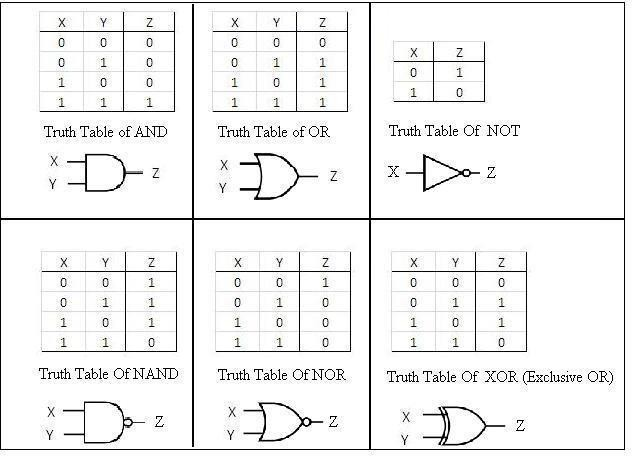 X Y Z
0 0 0
0 1 0
1 0 0
1 1 1
Truth Table of AND
X
Y
Z
X Y Z
0 0 0
0 1 1
1 0 1
1 1 1
Truth Table of OR
X
Y
Z
X Z
0 1
1 0
Truth Table Of NOT
X Z
X Y Z
0 0 1
0 1 1
1 0 1
1 1 0
Truth Table Of NAND
X
Y
Z
X Y Z
0 0 1
0 1 0
1 0 0
1 1 0
Truth Table Of NOR
X
Y
Z
X Y Z
0 0 0
0 1 1
1 0 1
1 1 0
Truth Table Of XOR (Exclusive OR)
X
Y
Z